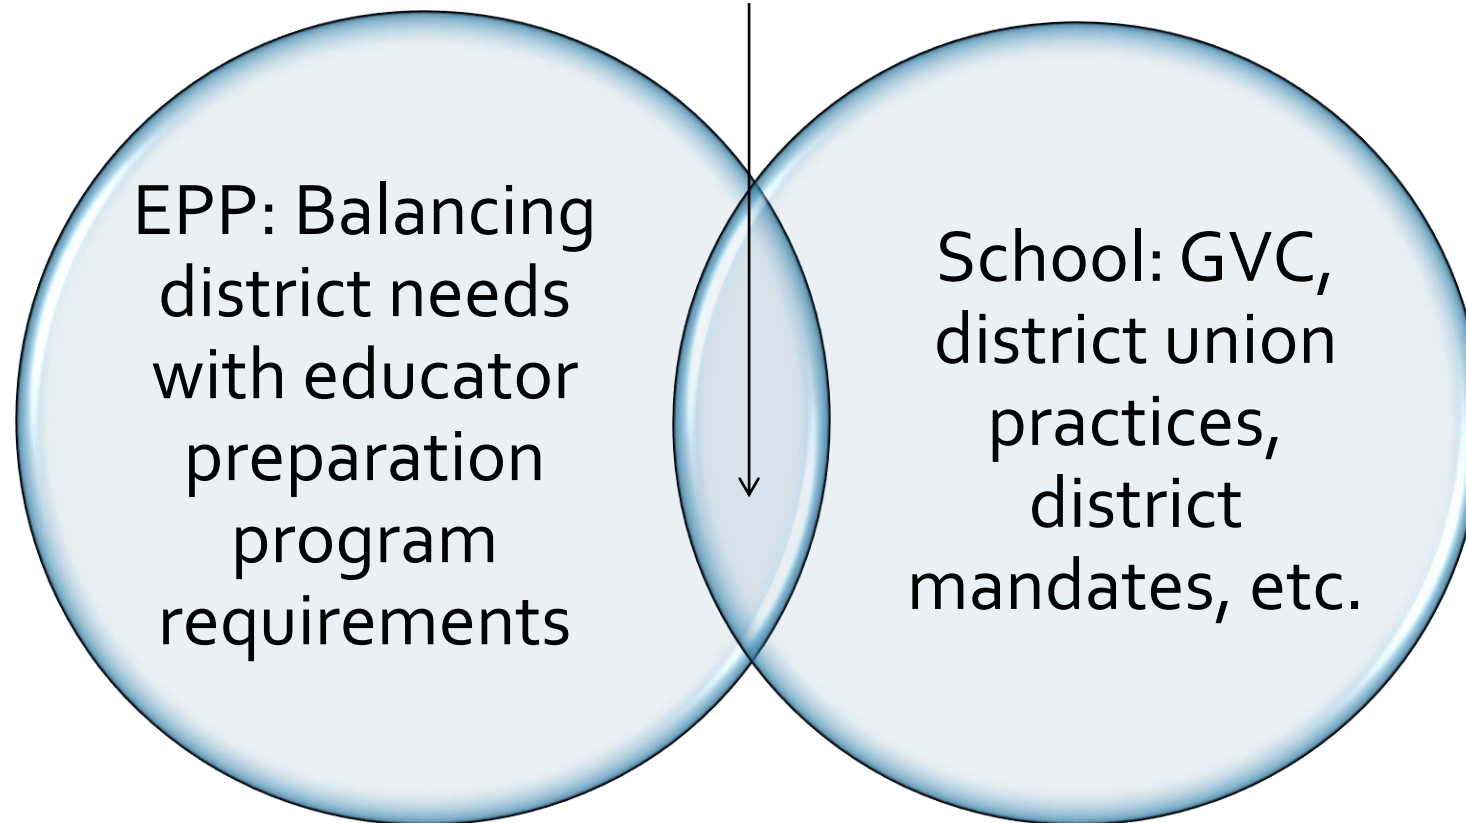 EPP: Balancing
district needs
with educator
preparation
program
requirements
School: GVC,
district union
practices,
district
mandates, etc.